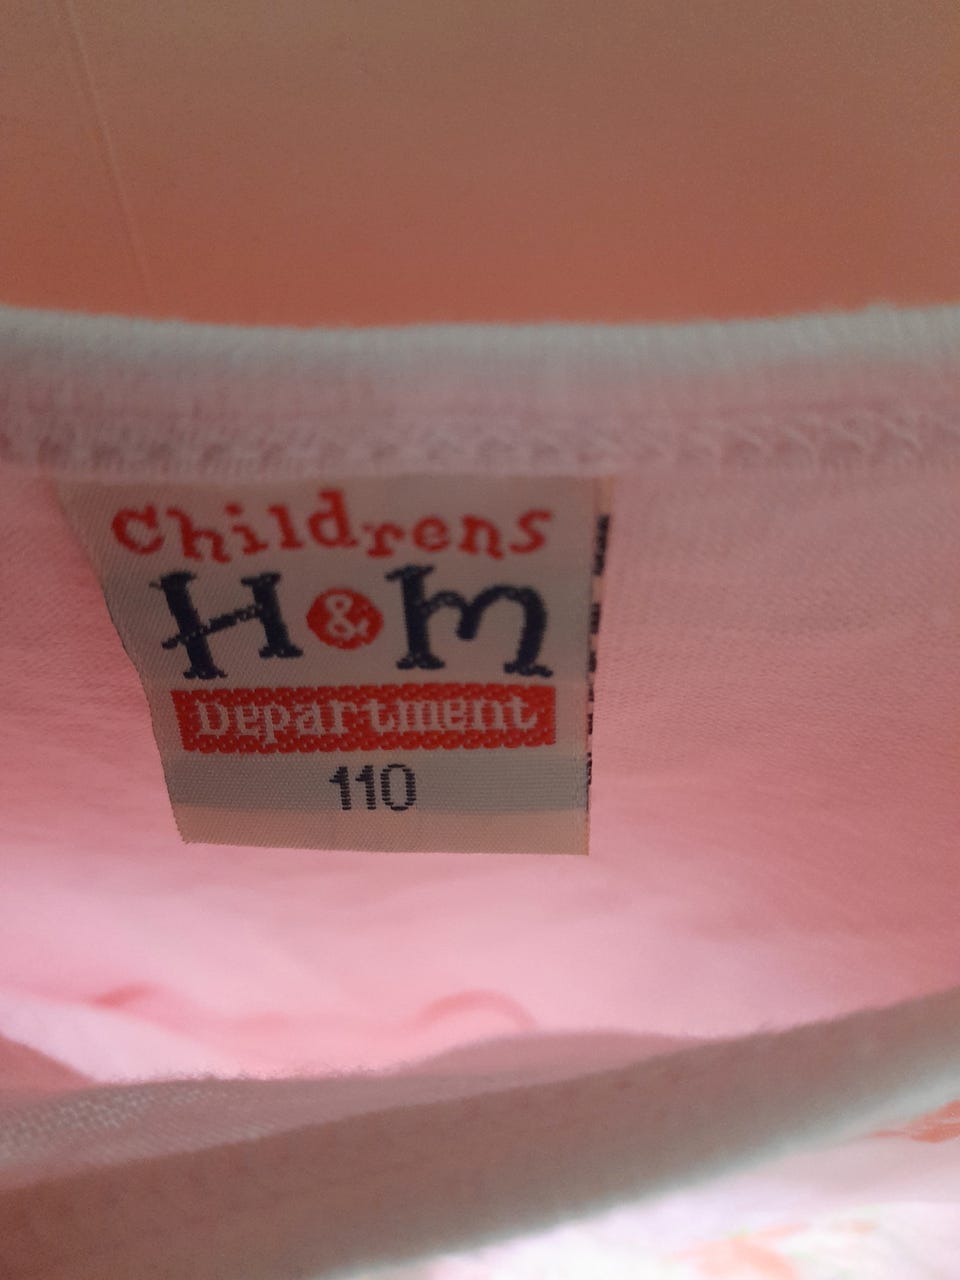 Childrens
H&M
Department
110